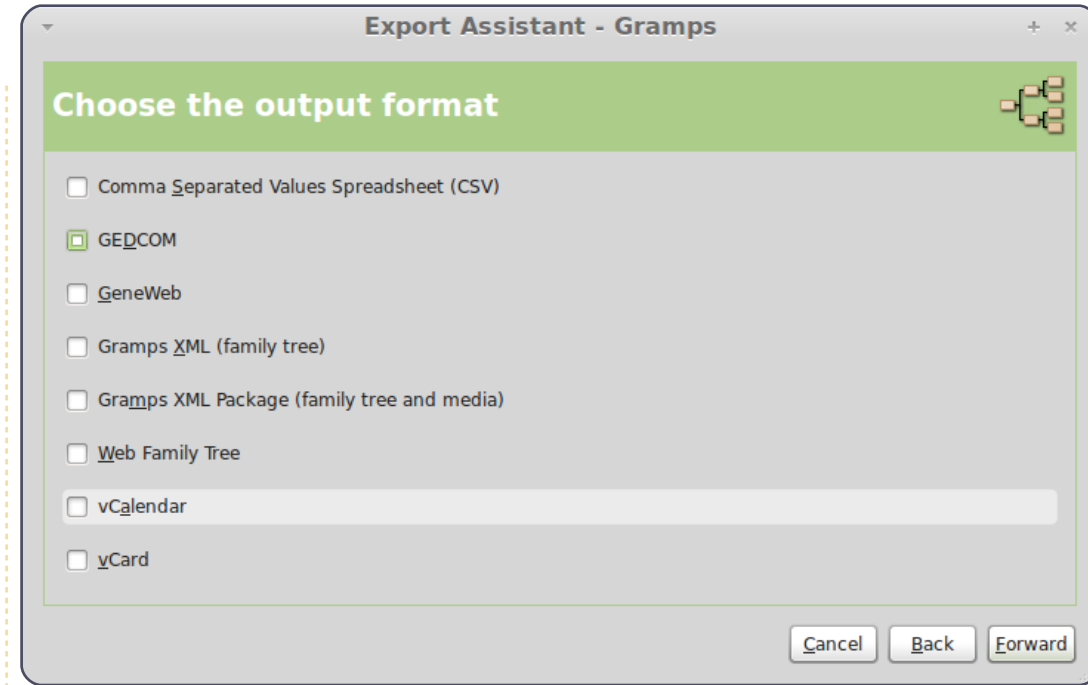 Export Assistant - Gramps
Choose the output format
Comma Separated Values Spreadsheet (CSV)
GEDCOM
GeneWeb
Gramps XML (family tree)
Gramps XML Package (family tree and media)
Web Family Tree
vCalendar
vCard
Cancel Back Forward